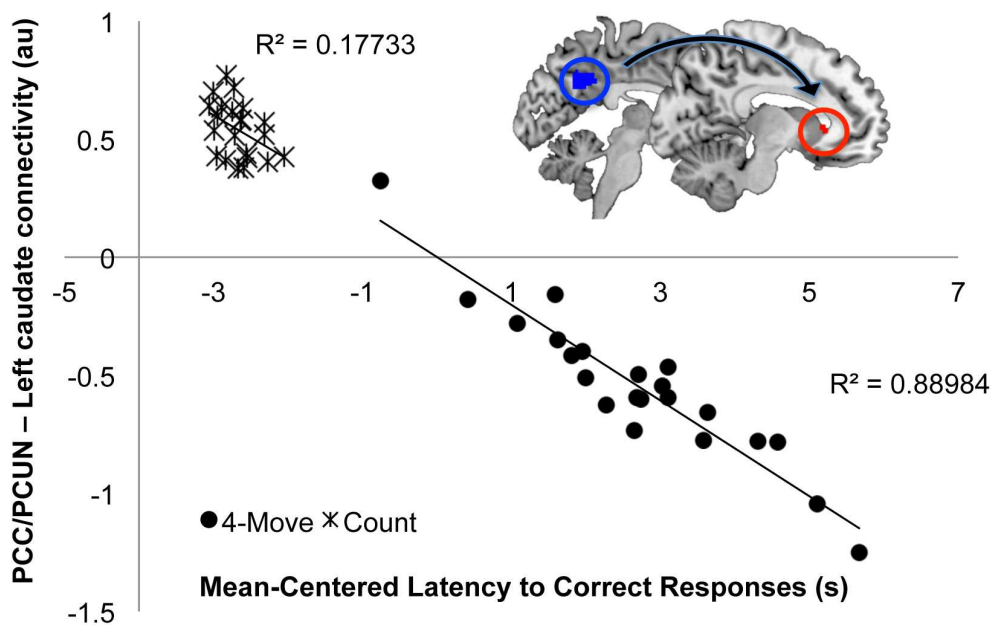 PCC/PCUN – Left caudate connectivity (au)
1
0.5
0
-0.5
-1
-1.5
R² = 0.17733
-5
-3
-1
1
3
5
7
R² = 0.88984
4-Move
Count
Mean-Centered Latency to Correct Responses (s)